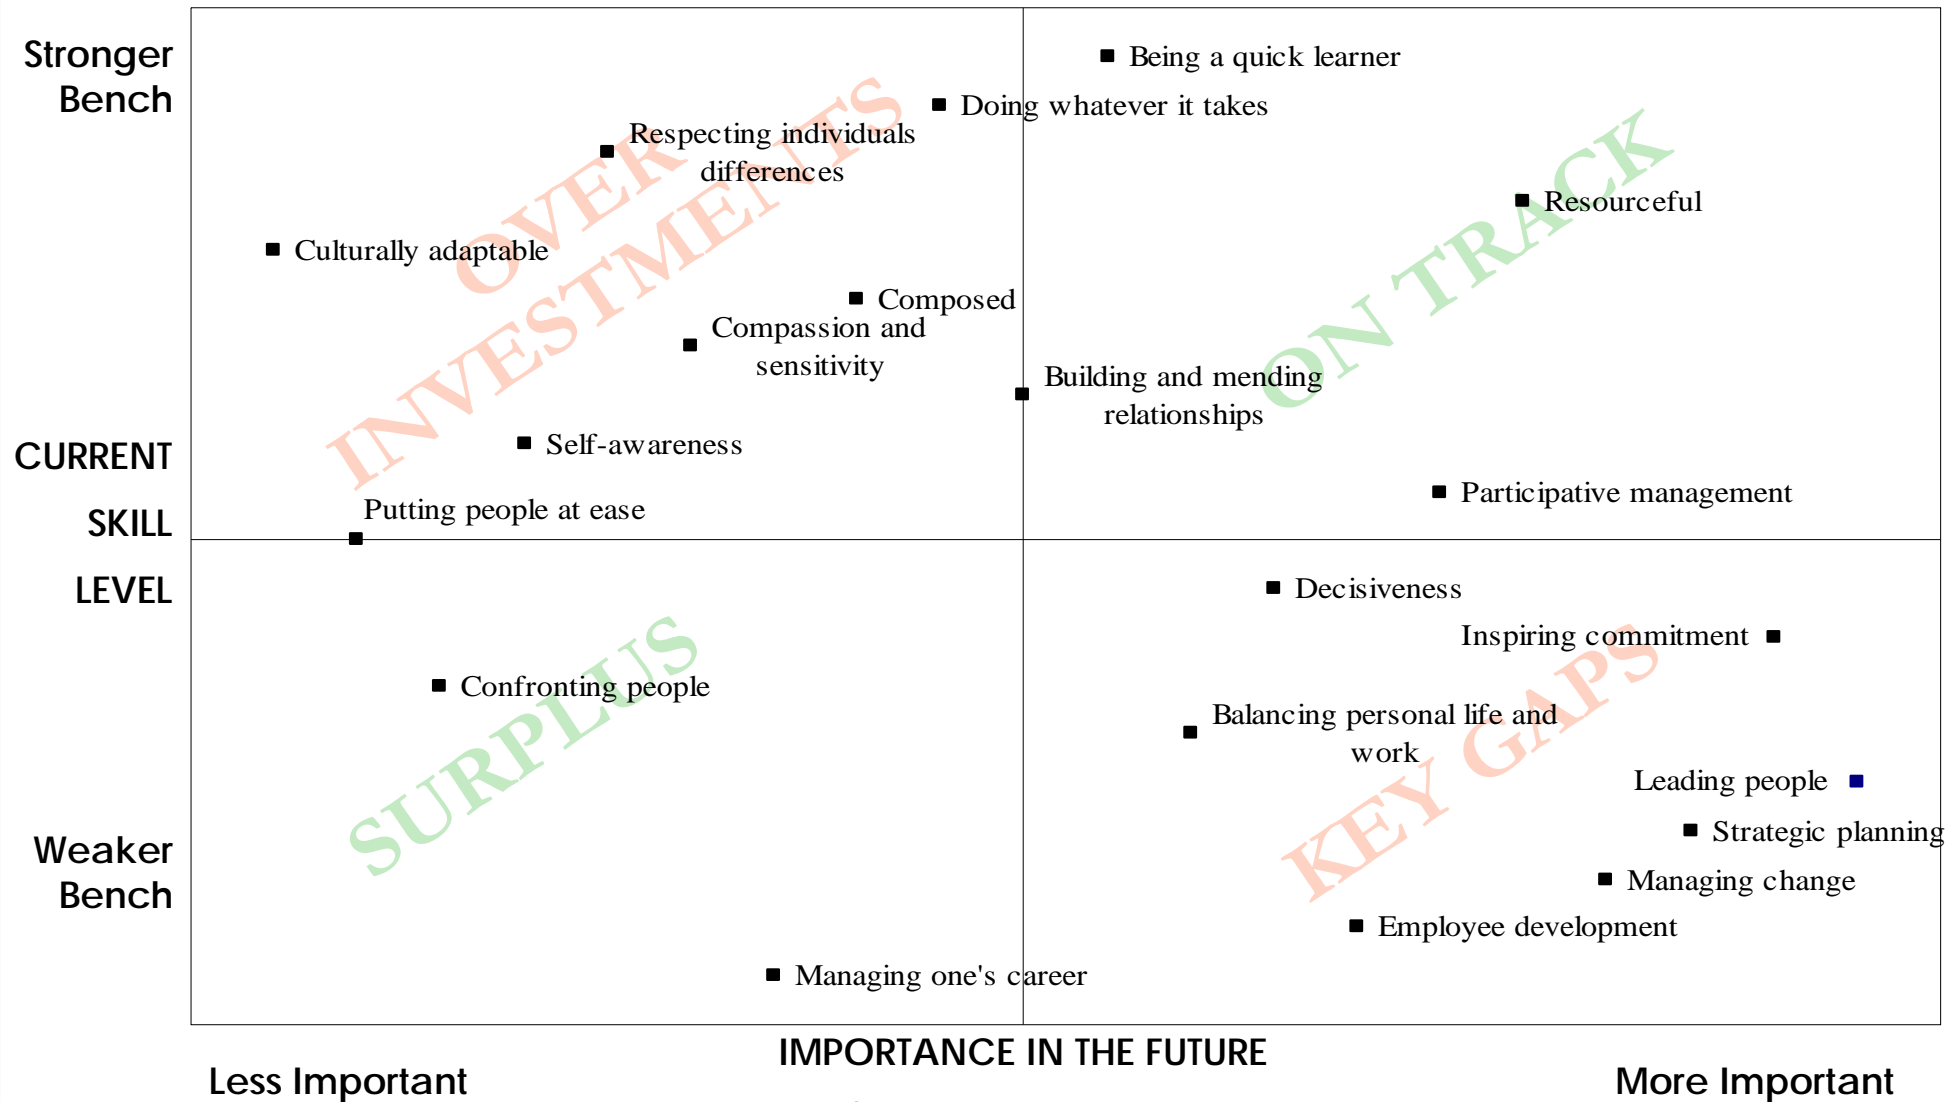 Stronger
Bench
Being a quick learner
Doing whatever it takes
Respecting individuals
differences
OVER
INVESTMENTS
Resourceful
ON TRACK
Culturally adaptable
Composed
Compassion and
sensitivity
Building and mending
relationships
Self-awareness
CURRENT
SKILL
LEVEL
Participative management
Putting people at ease
Decisiveness
Inspiring commitment
Confronting people
SURPLUS
Balancing personal life and
work
KEY GAPS
Leading people
Strategic planning
Weaker
Bench
Managing change
Employee development
Managing one's career
IMPORTANCE IN THE FUTURE
Less Important
More Important